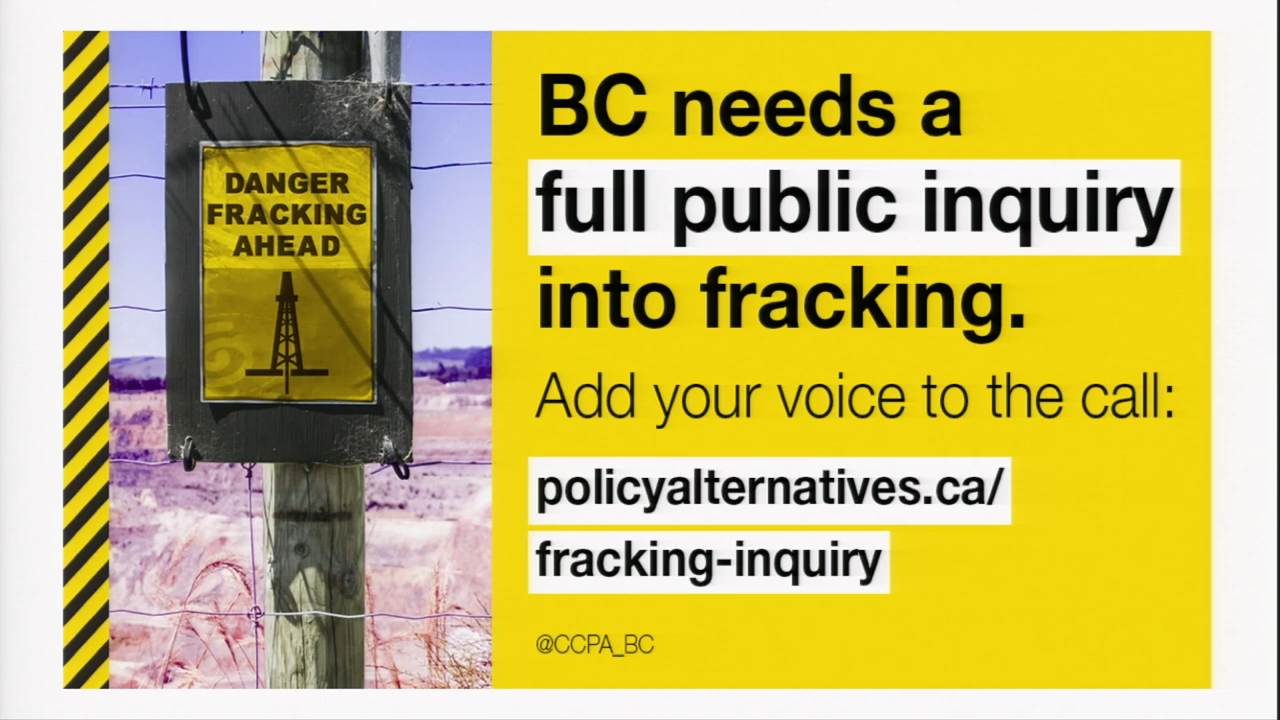 DANGER
FRACKING
AHEAD
BC needs a
full public inquiry
into fracking.
Add your voice to the call:
policyalternatives.ca/
fracking-inquiry
@CCPA_BC